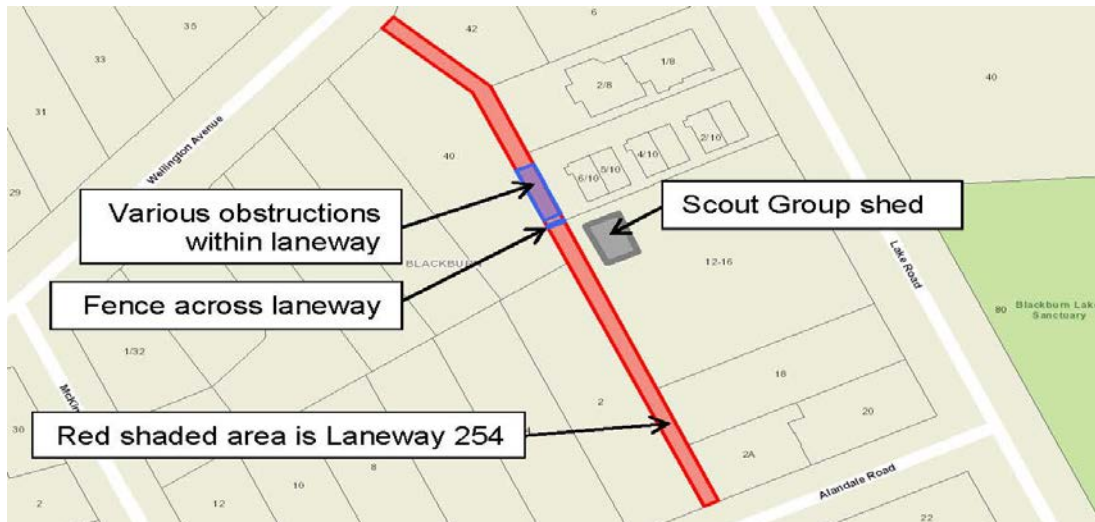 35
42
6
33
1/8
2/8
40
31
Wellington Avenue
40
2/10
4/10
5/10
6/10
29
Various obstructions
within laneway
Scout Group shed
BLACKBURN
12-16
Lake Road
Fence across laneway
80
Blackburn Lake
Sanctuary
1/32
18
2
20
30
Red shaded area is Laneway 254
2A
8
10
12
2
Alandale Road
22